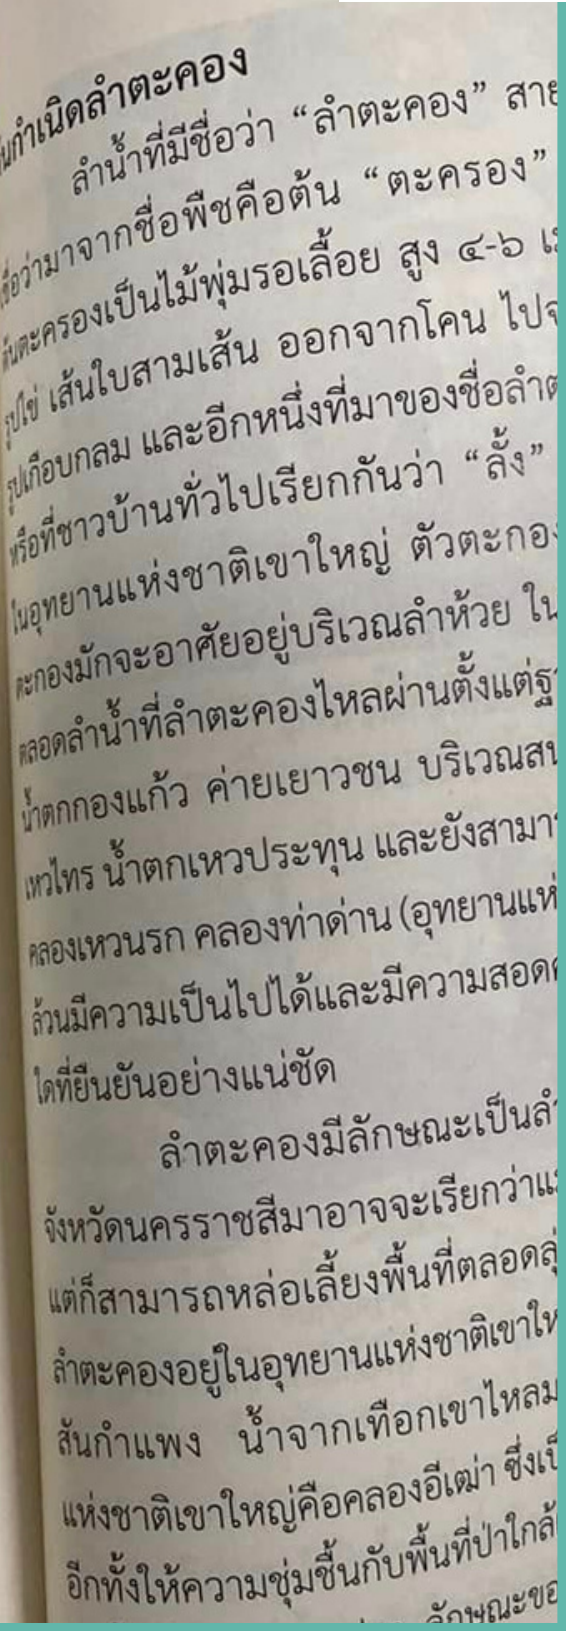 กำเนิดลำตะคอง
ลำน้ำที่มีชื่อว่า “ลำตะคอง” สาย
ชื่อว่ามาจากชื่อพืชคือต้น “ตะครอง”
ต้นตะครองเป็นไม้พุ่มรอเลื้อย สูง ๔-๖
รูปไข่ เส้นใบสามเส้น ออกจากโคน ไปจ
รูปเกือบกลม และอีกหนึ่งที่มาของชื่อลำต
หรือที่ชาวบ้านทั่วไปเรียกกันว่า “ลั้ง”
ในอุทยานแห่งชาติเขาใหญ่ ตัวตะกอง
ตะกองมักจะอาศัยอยู่บริเวณลำห้วย ใน
ตลอดลำน้ำที่ลำตะคองไหลผ่านตั้งแต่ฐา
น้ำตกกองแก้ว ค่ายเยาวชน บริเวณสน
เหวไทร น้ำตกเหวประทุน และยังสามาร
คลองเหวนรก คลองท่าด่าน (อุทยานแห่
ล้วนมีความเป็นไปได้และมีความสอดค
ใดที่ยืนยันอย่างแน่ชัด
ลำตะคองมีลักษณะเป็นลำ
จังหวัดนครราชสีมาอาจจะเรียกว่าแ
แต่ก็สามารถหล่อเลี้ยงพื้นที่ตลอดลุ่
ลำตะคองอยู่ในอุทยานแห่งชาติเขาให
สันกำแพง น้ำจากเทือกเขาไหลม
แห่งชาติเขาใหญ่คือคลองอีเฒ่า ซึ่งเป็
อีกทั้งให้ความชุ่มชื้นกับพื้นที่ป่าใกล้
ลักษณะขอ